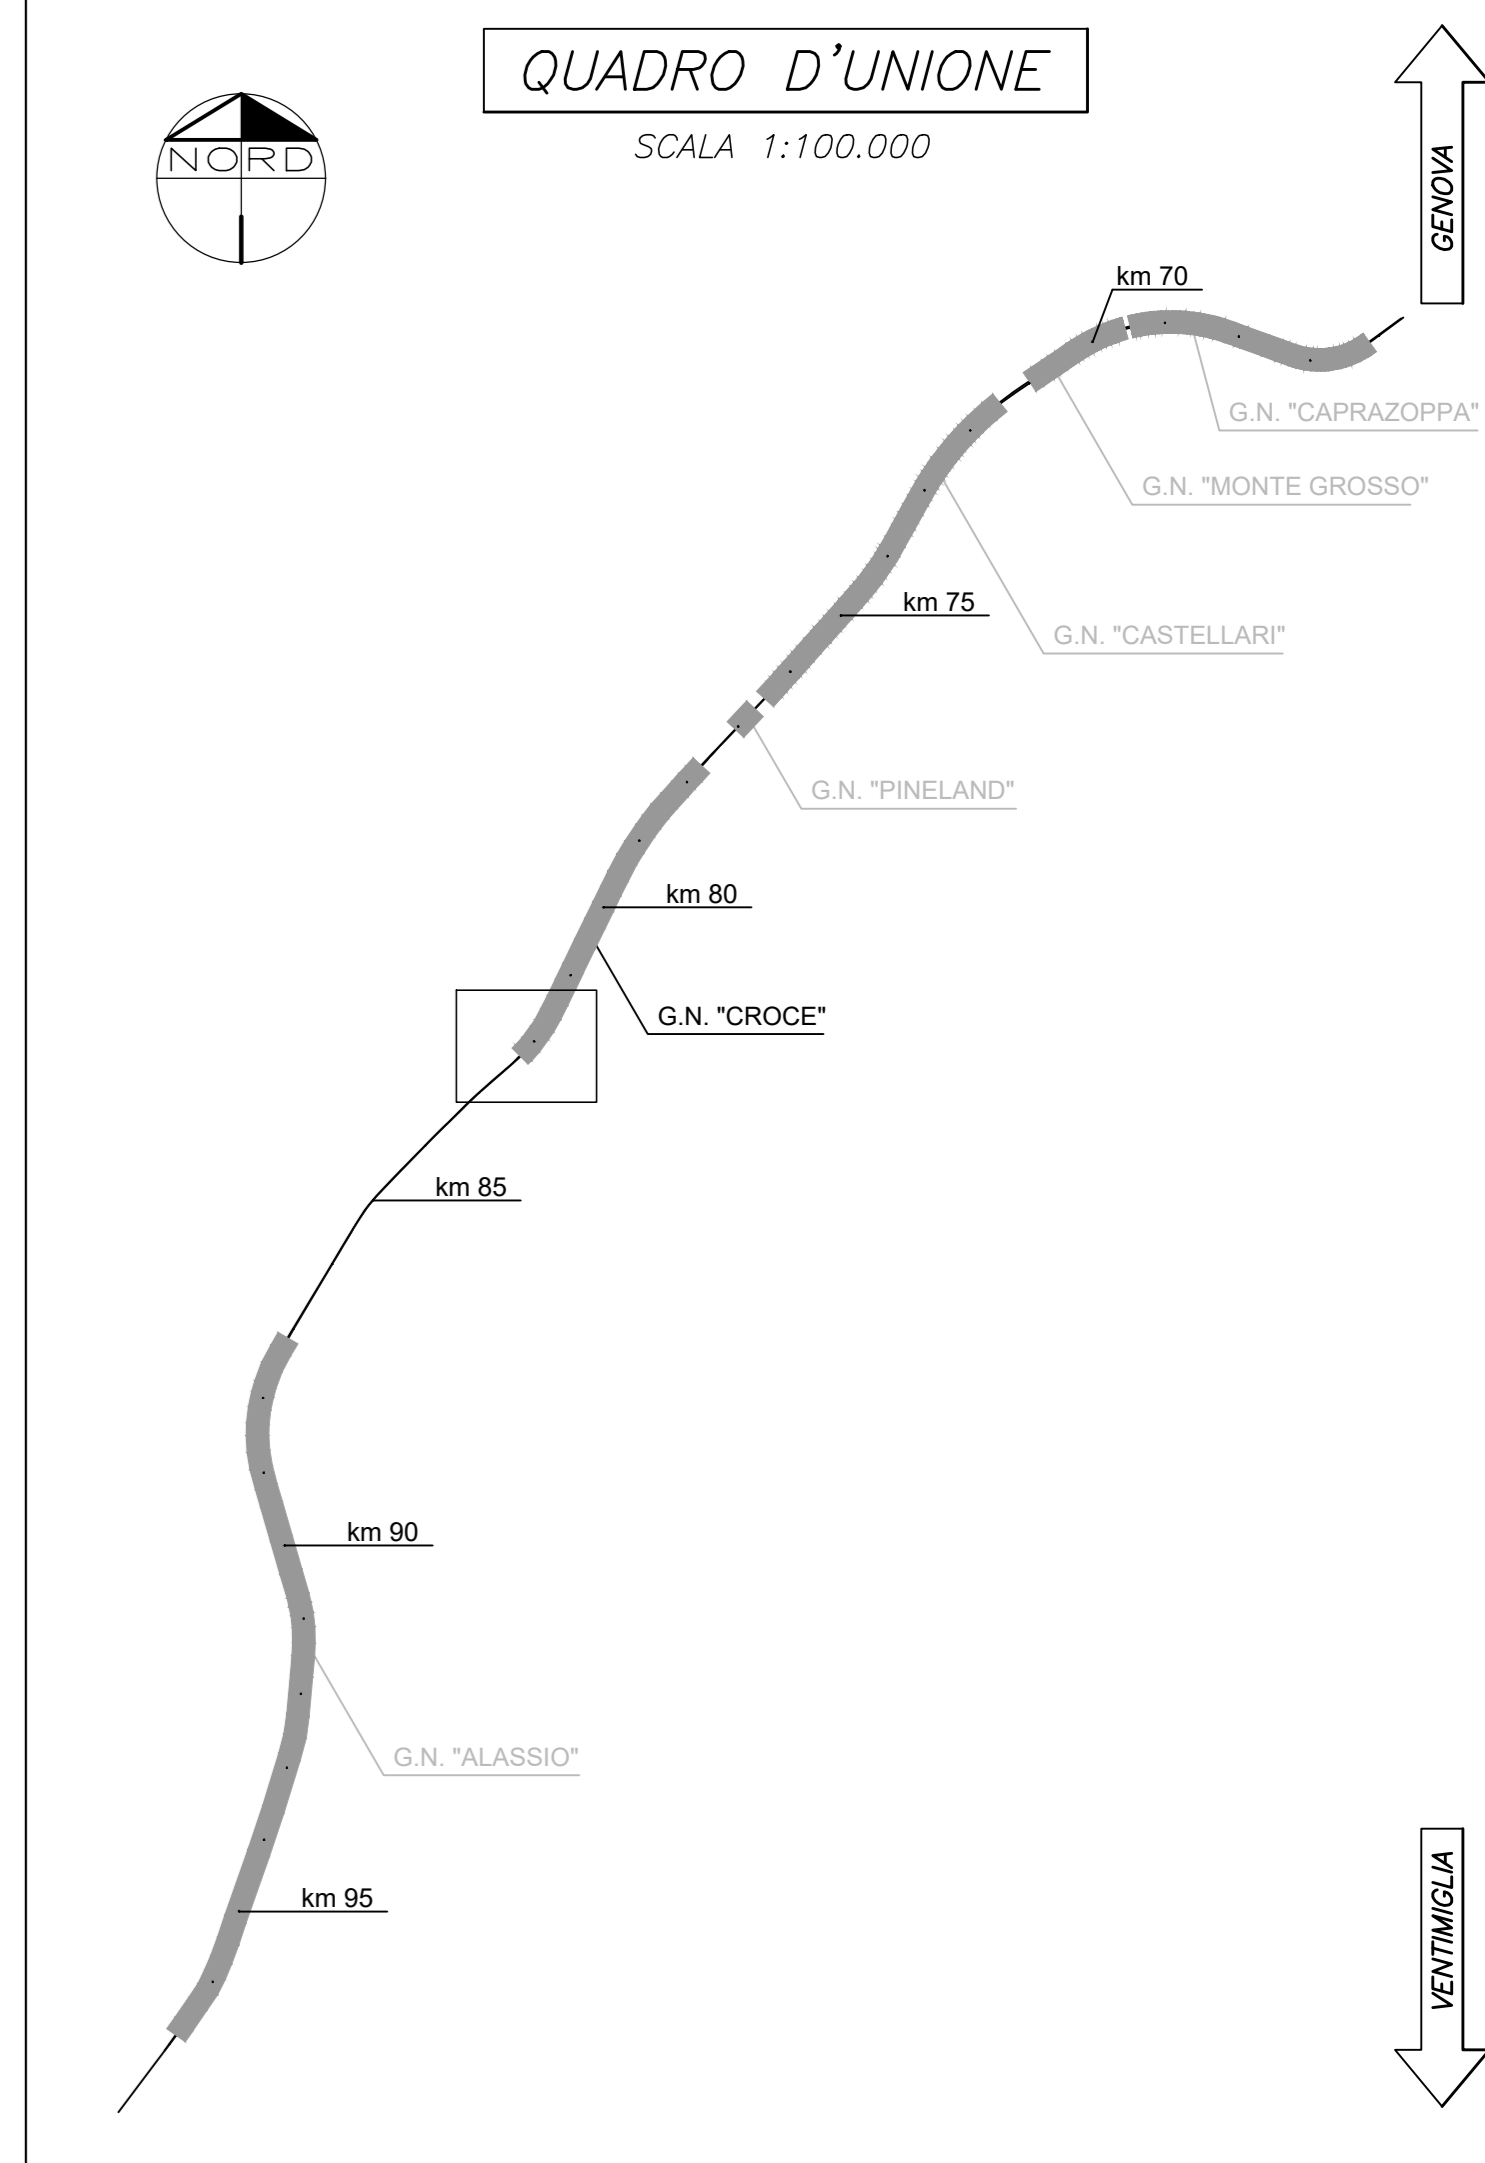 QUADRO D'UNIONE
SCALA 1:100.000
NORD
GENOVA
km 70
G.N. "CAPRAZOPPA"
G.N. "MONTE GROSSO"
km 75
G.N. "CASTELLARI"
G.N. "PINELAND"
km 80
G.N. "CROCE"
km 85
km 90
G.N. "ALASSIO"
km 95
VENTIMIGLIA